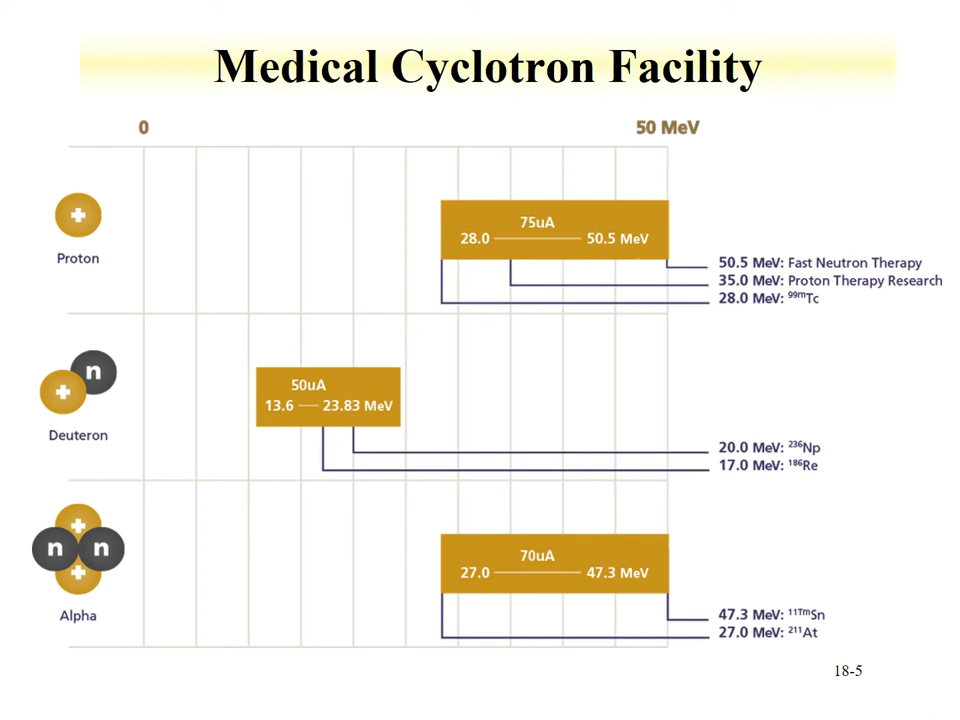 Medical Cyclotron Facility
0 50 MeV
+
Proton
75uA
28.0 50.5 MeV
50.5 MeV: Fast Neutron Therapy
35.0 MeV: Proton Therapy Research
28.0 MeV: ⁹⁹ᵐTc
n
+
Deuteron
50uA
13.6 23.83 MeV
20.0 MeV: ²³⁶Np
17.0 MeV: ¹⁸⁶Re
+
n n
+
Alpha
70uA
27.0 47.3 MeV
47.3 MeV: ¹¹ᵀᵐSn
27.0 MeV: ²¹¹At
18-5